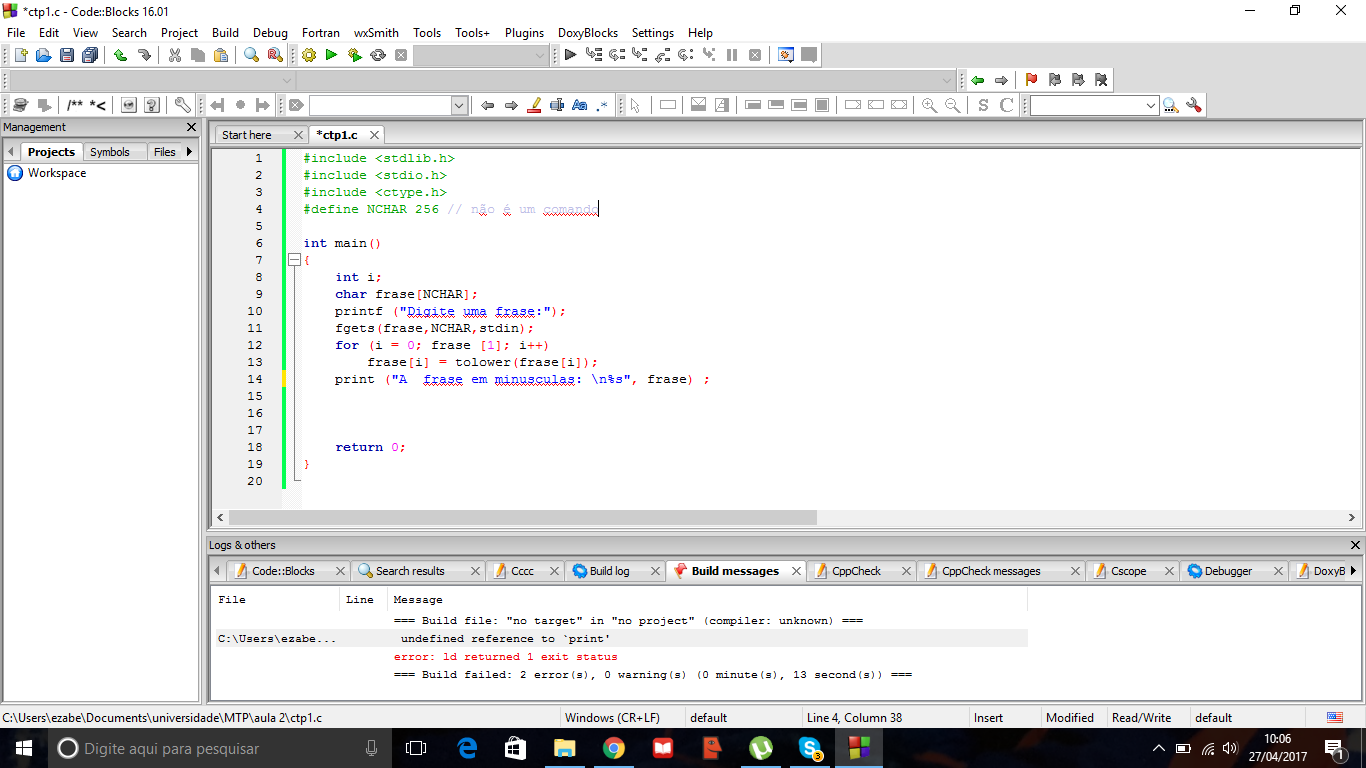 *ctp1.c - Code::Blocks 16.01
File Edit View Search Project Build Debug Fortran wxSmith Tools Tools+ Plugins DoxyBlocks Settings Help
/** *<
Aa .*
S C
Management
Projects Symbols Files
Workspace
Start here *ctp1.c
1 #include <stdlib.h>
2 #include <stdio.h>
3 #include <ctype.h>
4 #define NCHAR 256 // não é um comando
5
6 int main()
7 {
8 int i;
9 char frase[NCHAR];
10 printf ("Digite uma frase:");
11 fgets(frase,NCHAR,stdin);
12 for (i = 0; frase [1]; i++)
13 frase[i] = tolower(frase[i]);
14 print ("A  frase em minusculas: \n%s", frase) ;
15
16
17
18 return 0;
19 }
20
Logs & others
Code::Blocks Search results Cccc Build log Build messages CppCheck CppCheck messages Cscope Debugger DoxyB
File Line Message
=== Build file: "no target" in "no project" (compiler: unknown) ===
C:\Users\ezabe... undefined reference to `print'
error: ld returned 1 exit status
=== Build failed: 2 error(s), 0 warning(s) (0 minute(s), 13 second(s)) ===
C:\Users\ezabe\Documents\universidade\MTP\aula 2\ctp1.c Windows (CR+LF) default Line 4, Column 38 Insert Modified Read/Write default
Digite aqui para pesquisar
3
10:06
27/04/2017
1